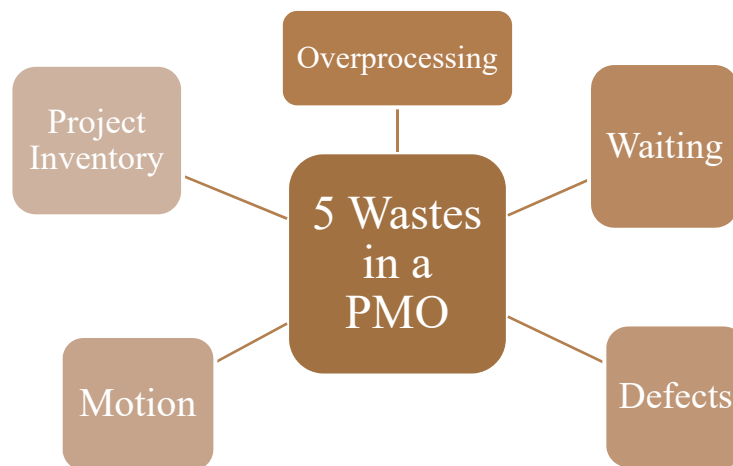 Overprocessing
Project
Inventory
Waiting
5 Wastes
in a
PMO
Motion
Defects